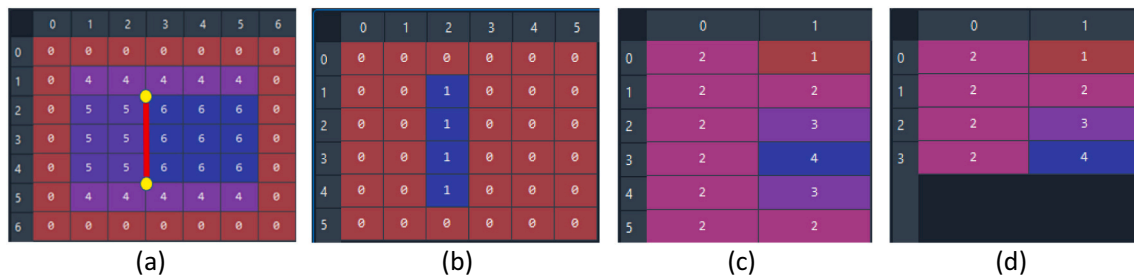 0 1 2 3 4 5 6
0 0 0 0 0 0 0 0
1 0 4 4 4 4 4 0
2 0 5 5 6 6 6 0
3 0 5 5 6 6 6 0
4 0 5 5 6 6 6 0
5 0 4 4 4 4 4 0
6 0 0 0 0 0 0 0
(a)
0 1 2 3 4 5
0 0 0 0 0 0 0
1 0 0 1 0 0 0
2 0 0 1 0 0 0
3 0 0 1 0 0 0
4 0 0 1 0 0 0
5 0 0 0 0 0 0
(b)
0 1
0 2 1
1 2 2
2 2 3
3 2 4
4 2 3
5 2 2
(c)
0 1
0 2 1
1 2 2
2 2 3
3 2 4
(d)